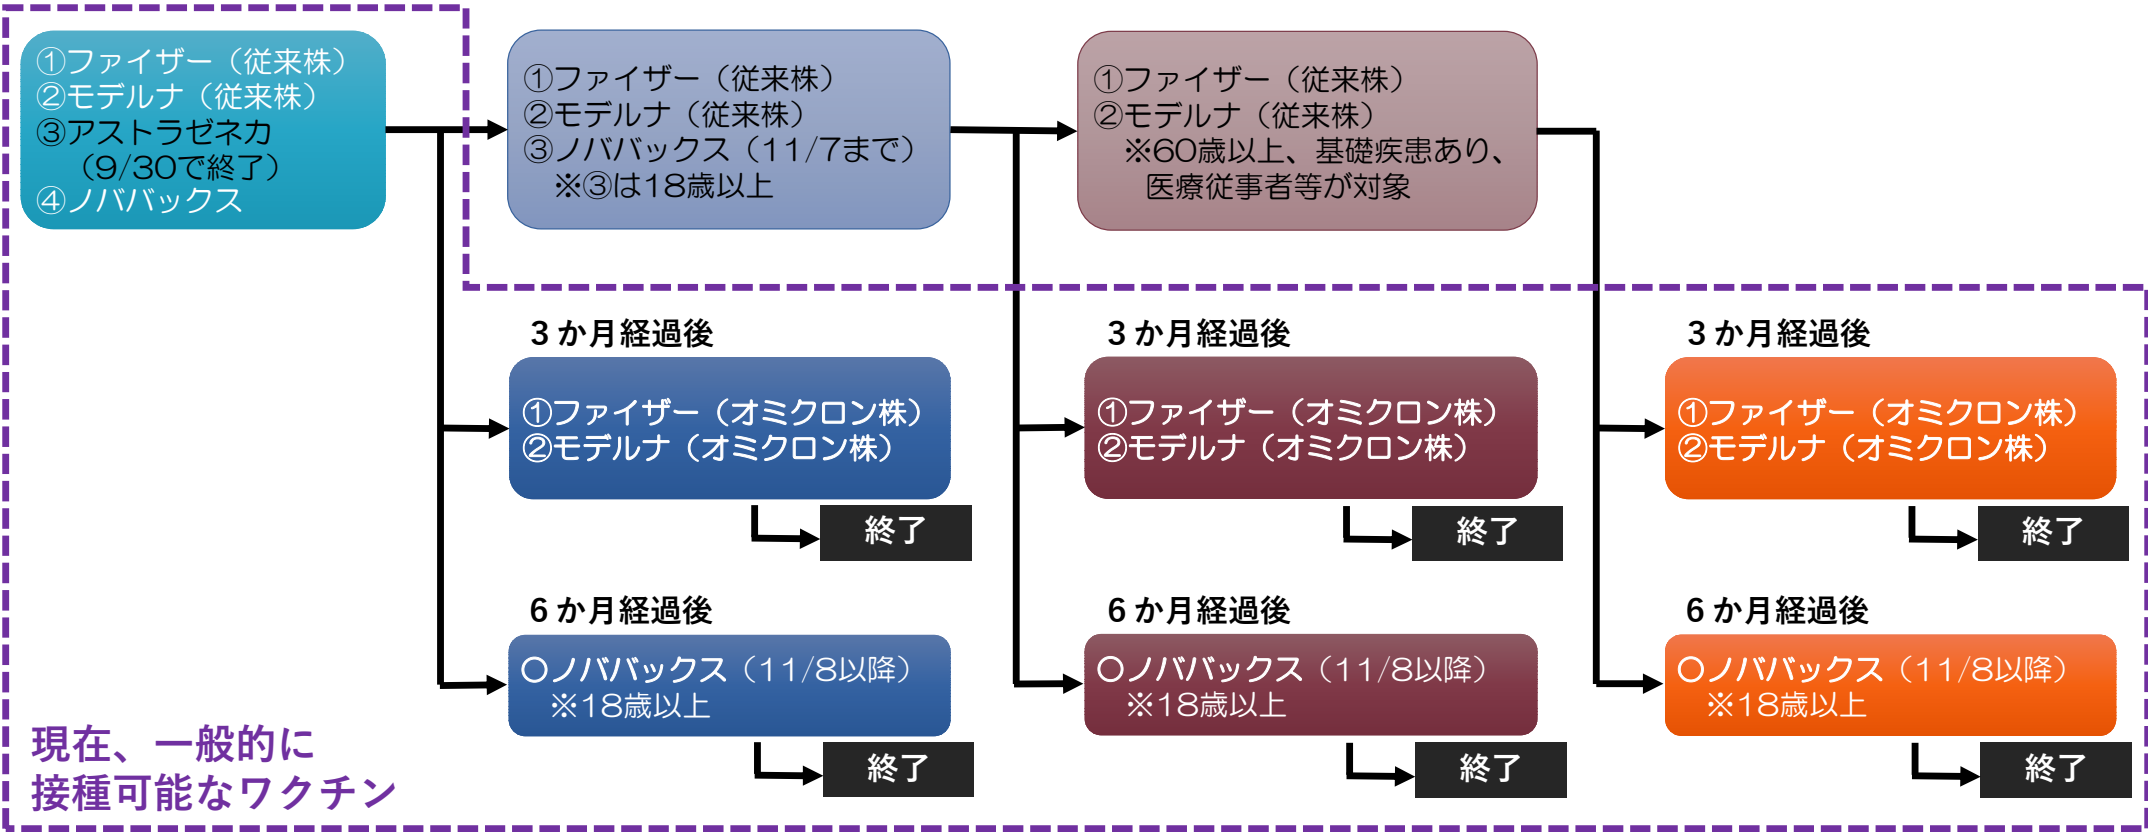 ①ファイザー（従来株）
②モデルナ（従来株）
③アストラゼネカ
（9/30で終了）
④ノババックス
①ファイザー（従来株）
②モデルナ（従来株）
③ノババックス（11/7まで）
※③は18歳以上
①ファイザー（従来株）
②モデルナ（従来株）
※60歳以上、基礎疾患あり、
医療従事者等が対象
3か月経過後
①ファイザー（オミクロン株）
②モデルナ（オミクロン株）
終了
3か月経過後
①ファイザー（オミクロン株）
②モデルナ（オミクロン株）
終了
3か月経過後
①ファイザー（オミクロン株）
②モデルナ（オミクロン株）
終了
6か月経過後
○ノババックス（11/8以降）
※18歳以上
終了
6か月経過後
○ノババックス（11/8以降）
※18歳以上
終了
6か月経過後
○ノババックス（11/8以降）
※18歳以上
終了
現在、一般的に
接種可能なワクチン